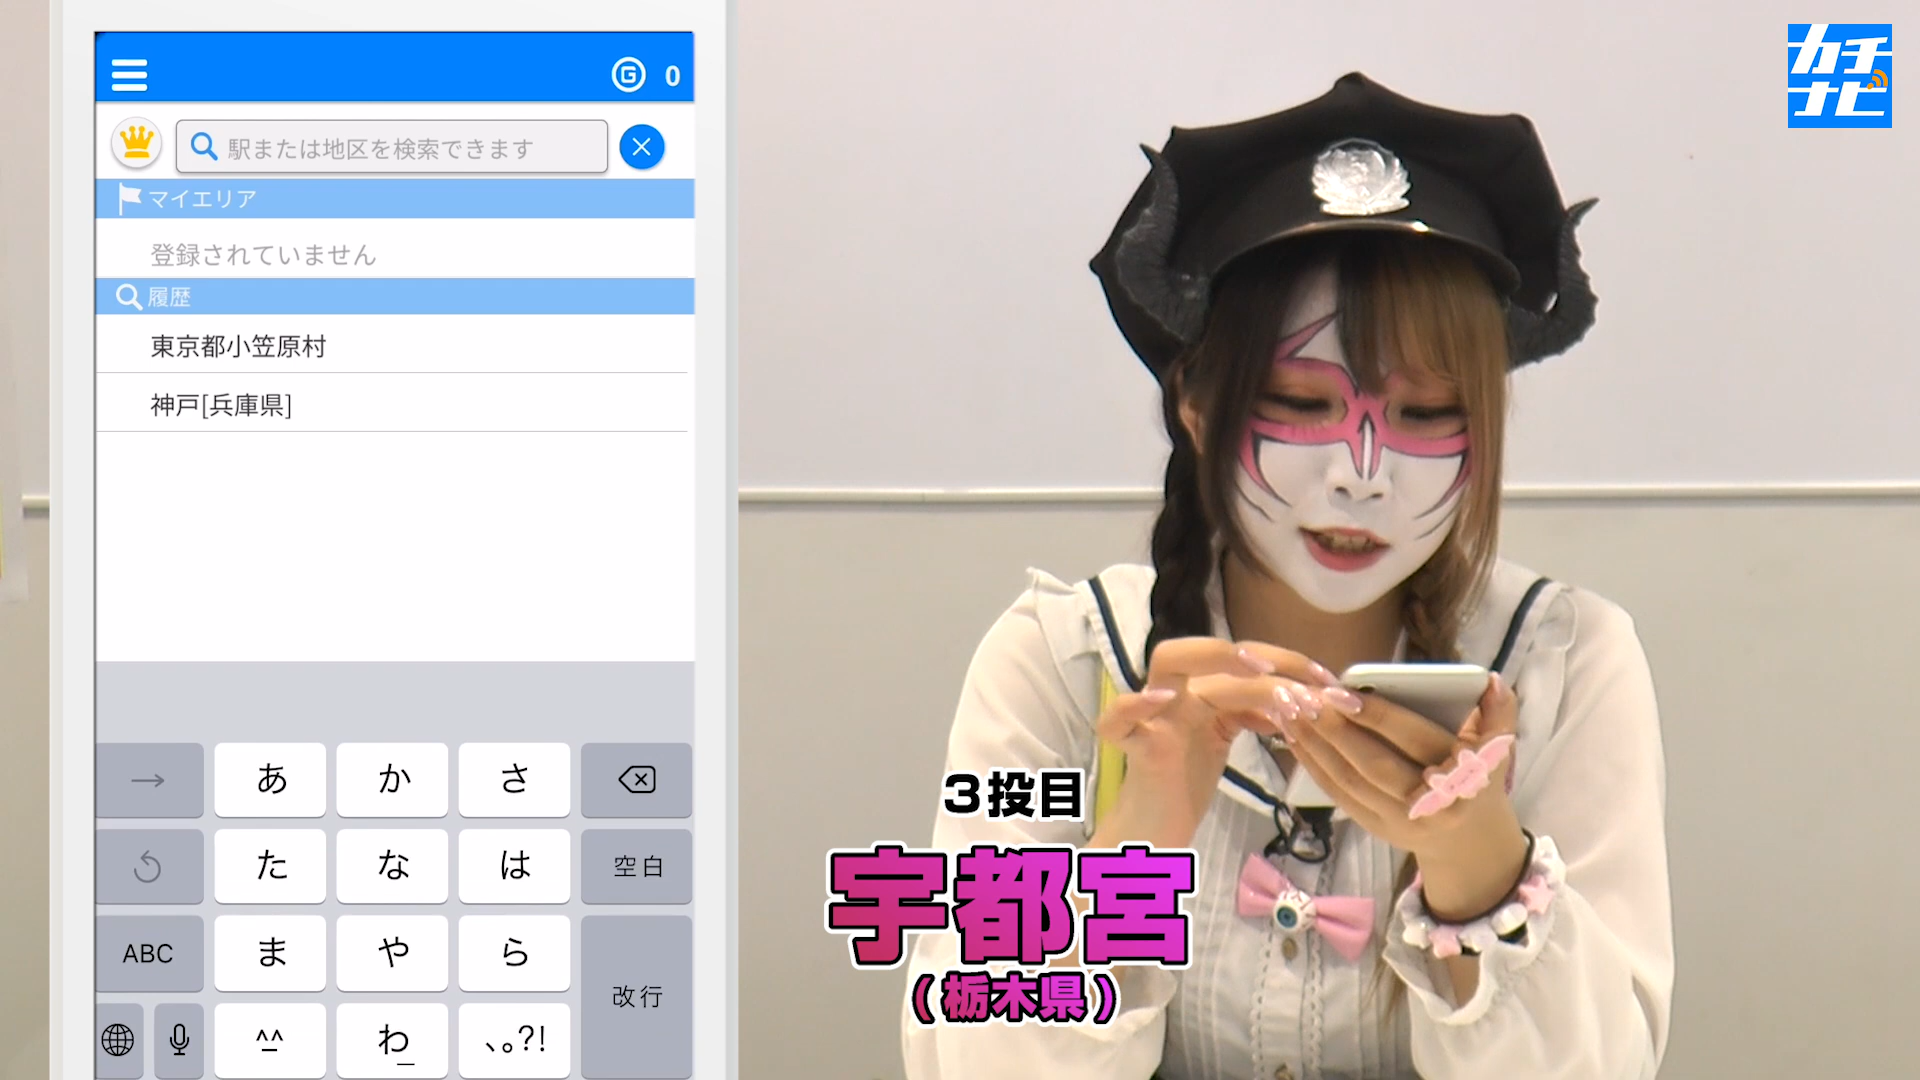 0
駅または地区を検索できます
マイエリア
登録されていません
履歴
東京都小笠原村
神戸[兵庫県]
→ あ か さ
た な は 空白
ABC ま や ら
改行
^^ わ_ 、。?!
カチ
ナビ
3投目
宇都宮
(栃木県)